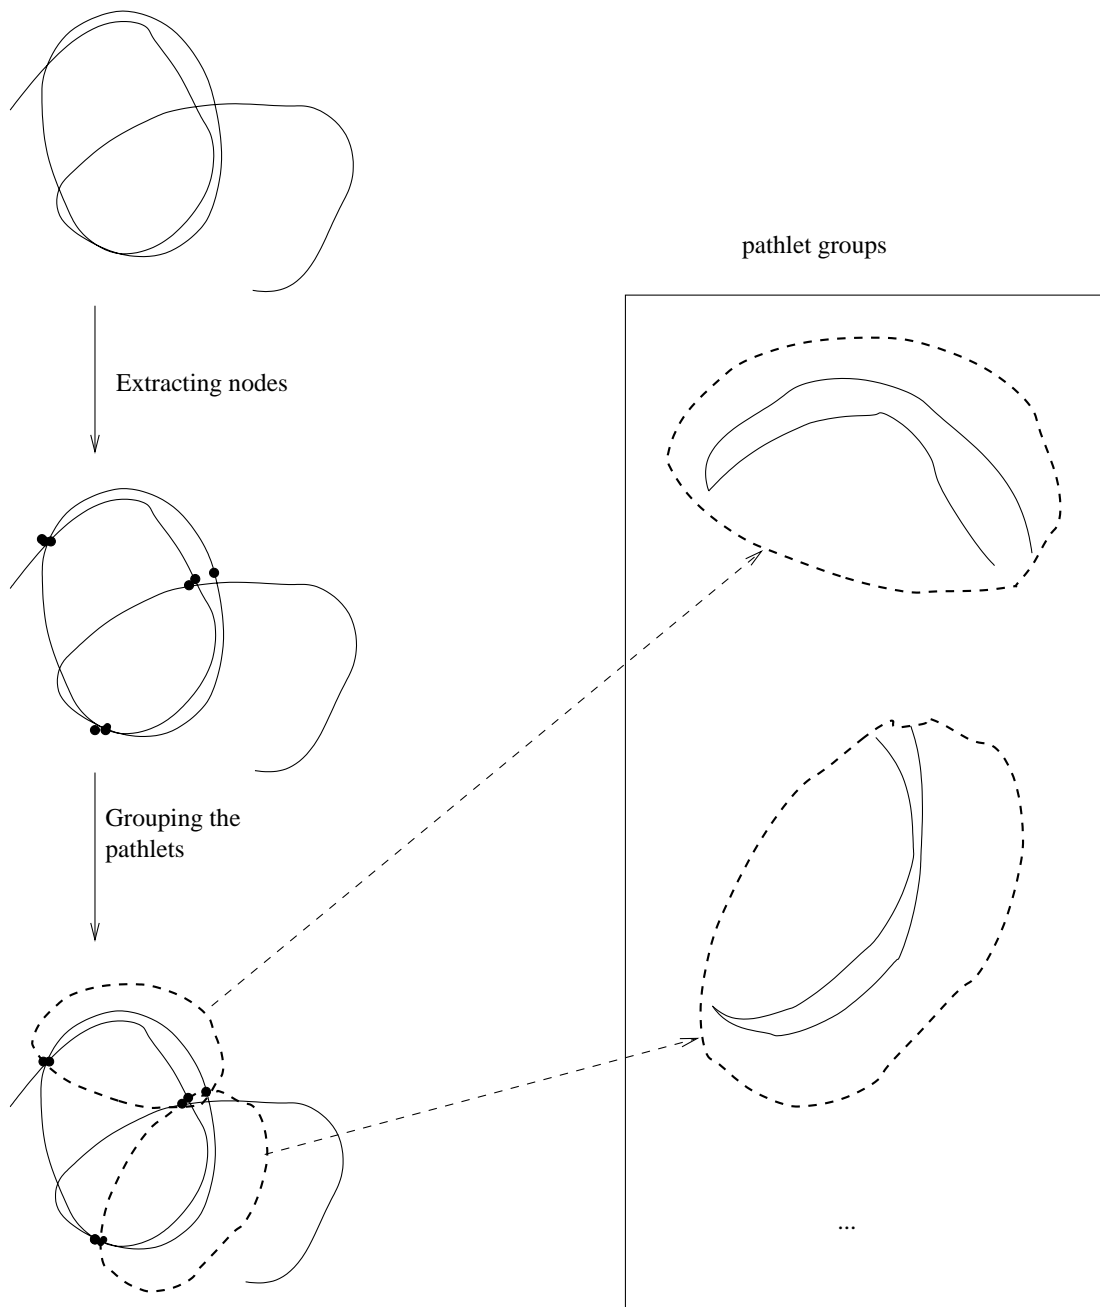 pathlet groups
Extracting nodes
Grouping the
pathlets
...